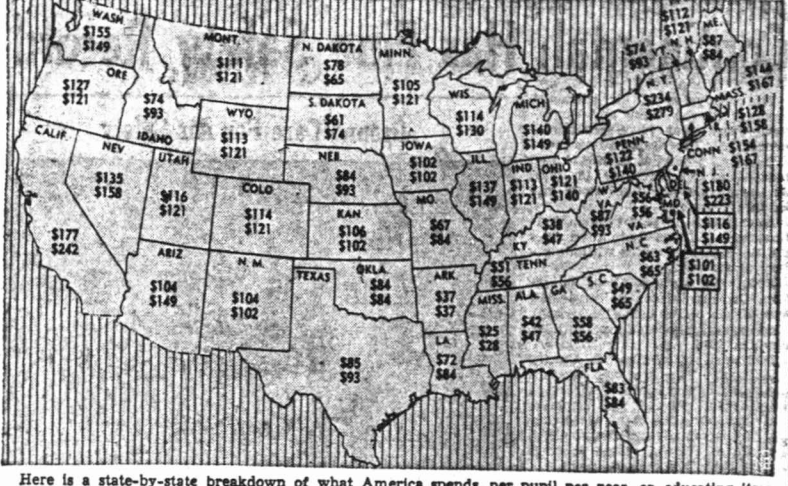 WASH
$155
$149
ORE
$127
$121
CALIF.
$177
$242
NEV
$135
$158
IDAHO
$74
$93
MONT.
$111
$121
WYO.
$113
$121
UTAH
$116
$121
ARIZ
$104
$149
COLO
$114
$121
N. M.
$104
$102
N. DAKOTA
$78
$65
S. DAKOTA
$61
$74
NEB.
$84
$93
KAN.
$106
$102
OKLA.
$84
$84
TEXAS
$85
$93
MINN.
$105
$121
IOWA
$102
$102
MO.
$67
$84
ARK.
$37
$37
LA.
$72
$84
WIS.
$114
$130
ILL.
$137
$149
MICH
$140
$149
IND
$113
$121
OHIO
$121
$140
KY
$38
$47
TENN
$51
$56
MISS.
$25
$28
ALA.
$42
$47
GA
$58
$56
FLA
$83
$84
S. C.
$49
$65
N. C.
$63
$65
VA.
$56
$56
W. VA.
$87
$93
PENN.
$122
$140
N. Y.
$234
$279
VT.
$74
$93
N. H.
$112
$121
ME.
$87
$84
MASS.
$144
$167
R. I.
$128
$158
CONN.
$154
$167
N. J.
$180
$223
DEL
$116
$149
MD.
$101
$102
Here is a state-by-state breakdown of what America spends, per pupil per year, on educating its